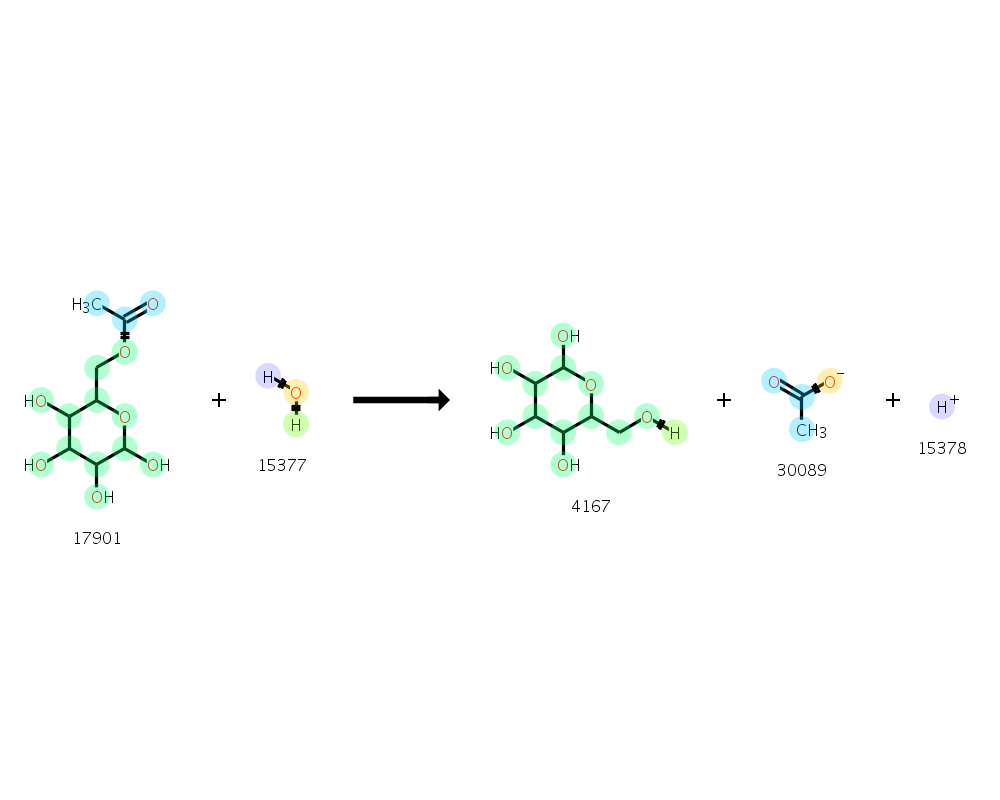 H3C O
O
HO O
HO OH
OH
17901
+
H O
H
15377
OH
HO O
HO O H
OH
4167
+
O O−
CH3
30089
+
H+
15378